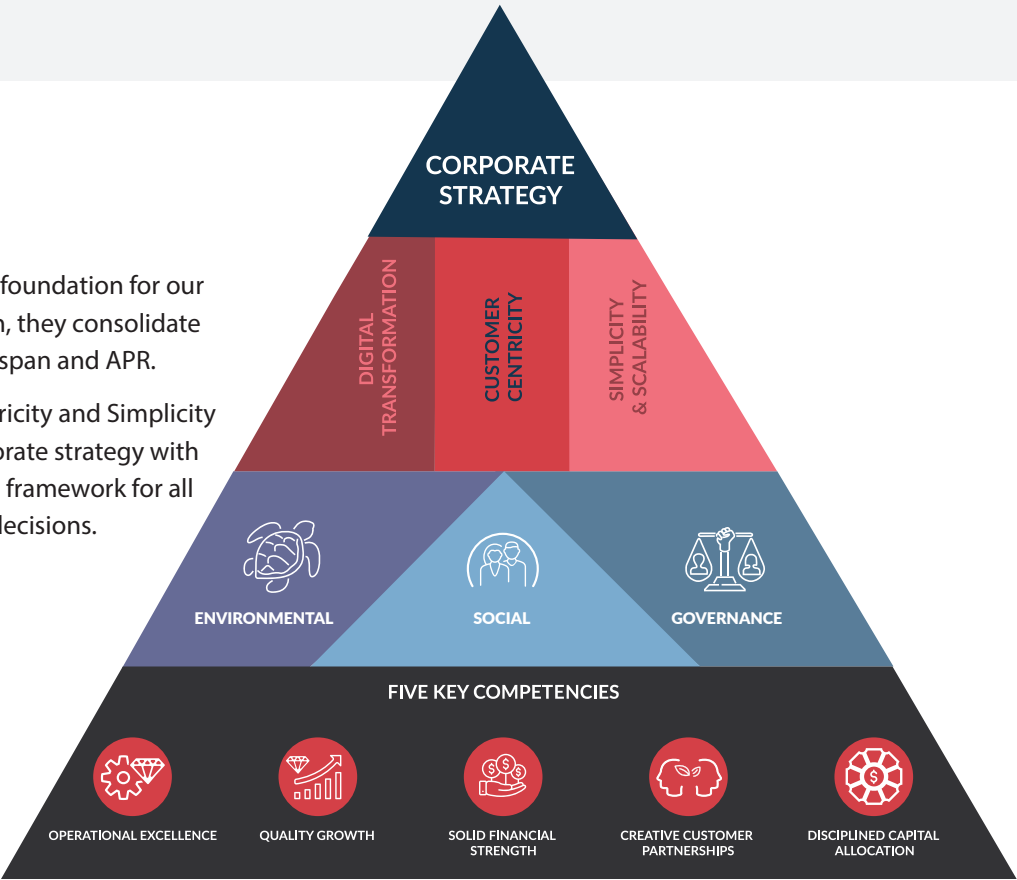 CORPORATE
STRATEGY
foundation for our
, they consolidate
span and APR.
and Simplicity
strategy with
framework for all
decisions.
DIGITAL
TRANSFORMATION
CUSTOMER
CENTRICITY
SIMPLICITY
& SCALABILITY
ENVIRONMENTAL
SOCIAL
GOVERNANCE
FIVE KEY COMPETENCIES
OPERATIONAL EXCELLENCE
QUALITY GROWTH
SOLID FINANCIAL
STRENGTH
CREATIVE CUSTOMER
PARTNERSHIPS
DISCIPLINED CAPITAL
ALLOCATION